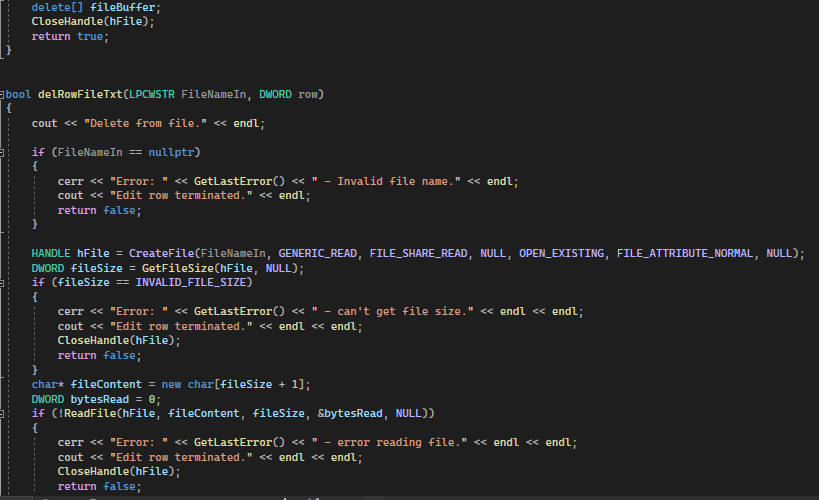 delete[] fileBuffer;
CloseHandle(hFile);
return true;
}
bool delRowFileTxt(LPCWSTR FileNameIn, DWORD row)
{
cout << "Delete from file." << endl;
if (FileNameIn == nullptr)
{
cerr << "Error: " << GetLastError() << " - Invalid file name." << endl;
cout << "Edit row terminated." << endl;
return false;
}
HANDLE hFile = CreateFile(FileNameIn, GENERIC_READ, FILE_SHARE_READ, NULL, OPEN_EXISTING, FILE_ATTRIBUTE_NORMAL, NULL);
DWORD fileSize = GetFileSize(hFile, NULL);
if (fileSize == INVALID_FILE_SIZE)
{
cerr << "Error: " << GetLastError() << " - can't get file size." << endl << endl;
cout << "Edit row terminated." << endl << endl;
CloseHandle(hFile);
return false;
}
char* fileContent = new char[fileSize + 1];
DWORD bytesRead = 0;
if (!ReadFile(hFile, fileContent, fileSize, &bytesRead, NULL))
{
cerr << "Error: " << GetLastError() << " - error reading file." << endl << endl;
cout << "Edit row terminated." << endl << endl;
CloseHandle(hFile);
return false;